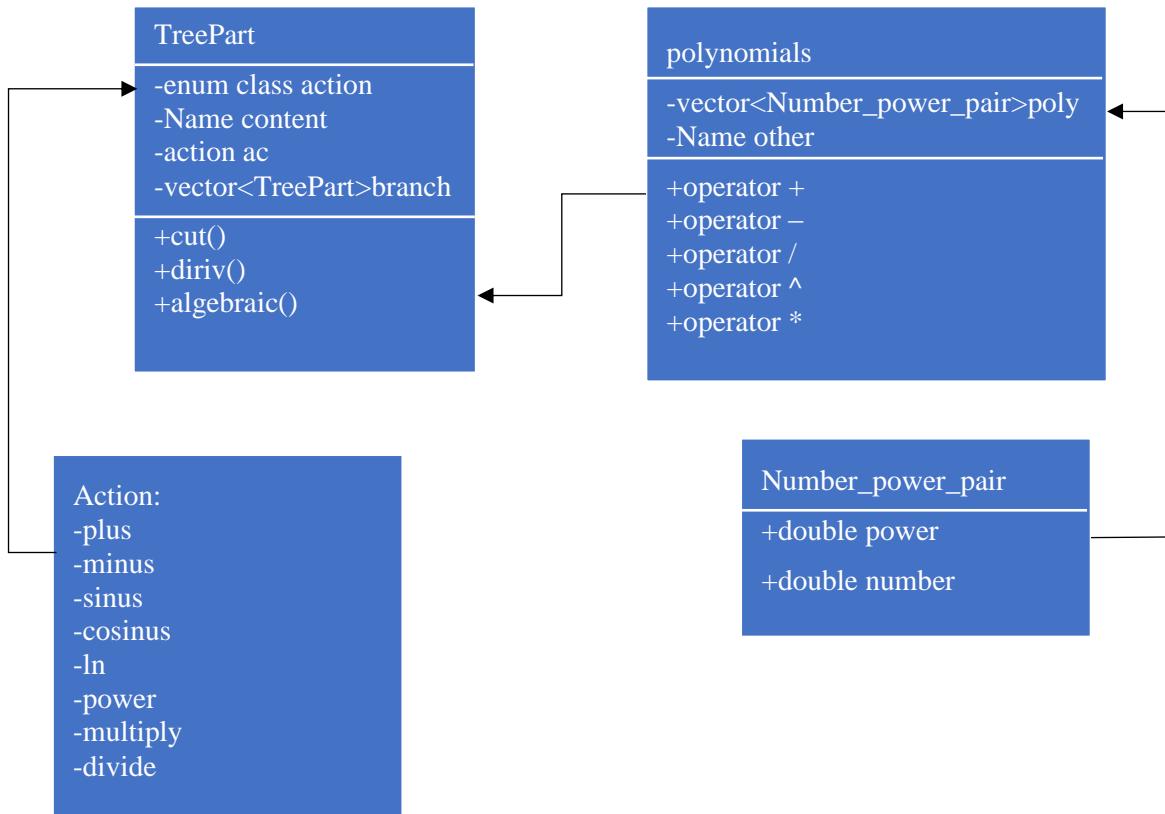 TreePart
-enum class action
-Name content
-action ac
-vector<TreePart>branch
+cut()
+diriv()
+algebraic()
polynomials
-vector<Number_power_pair>poly
-Name other
+operator +
+operator –
+operator /
+operator ^
+operator *
Action:
-plus
-minus
-sinus
-cosinus
-ln
-power
-multiply
-divide
Number_power_pair
+double power
+double number